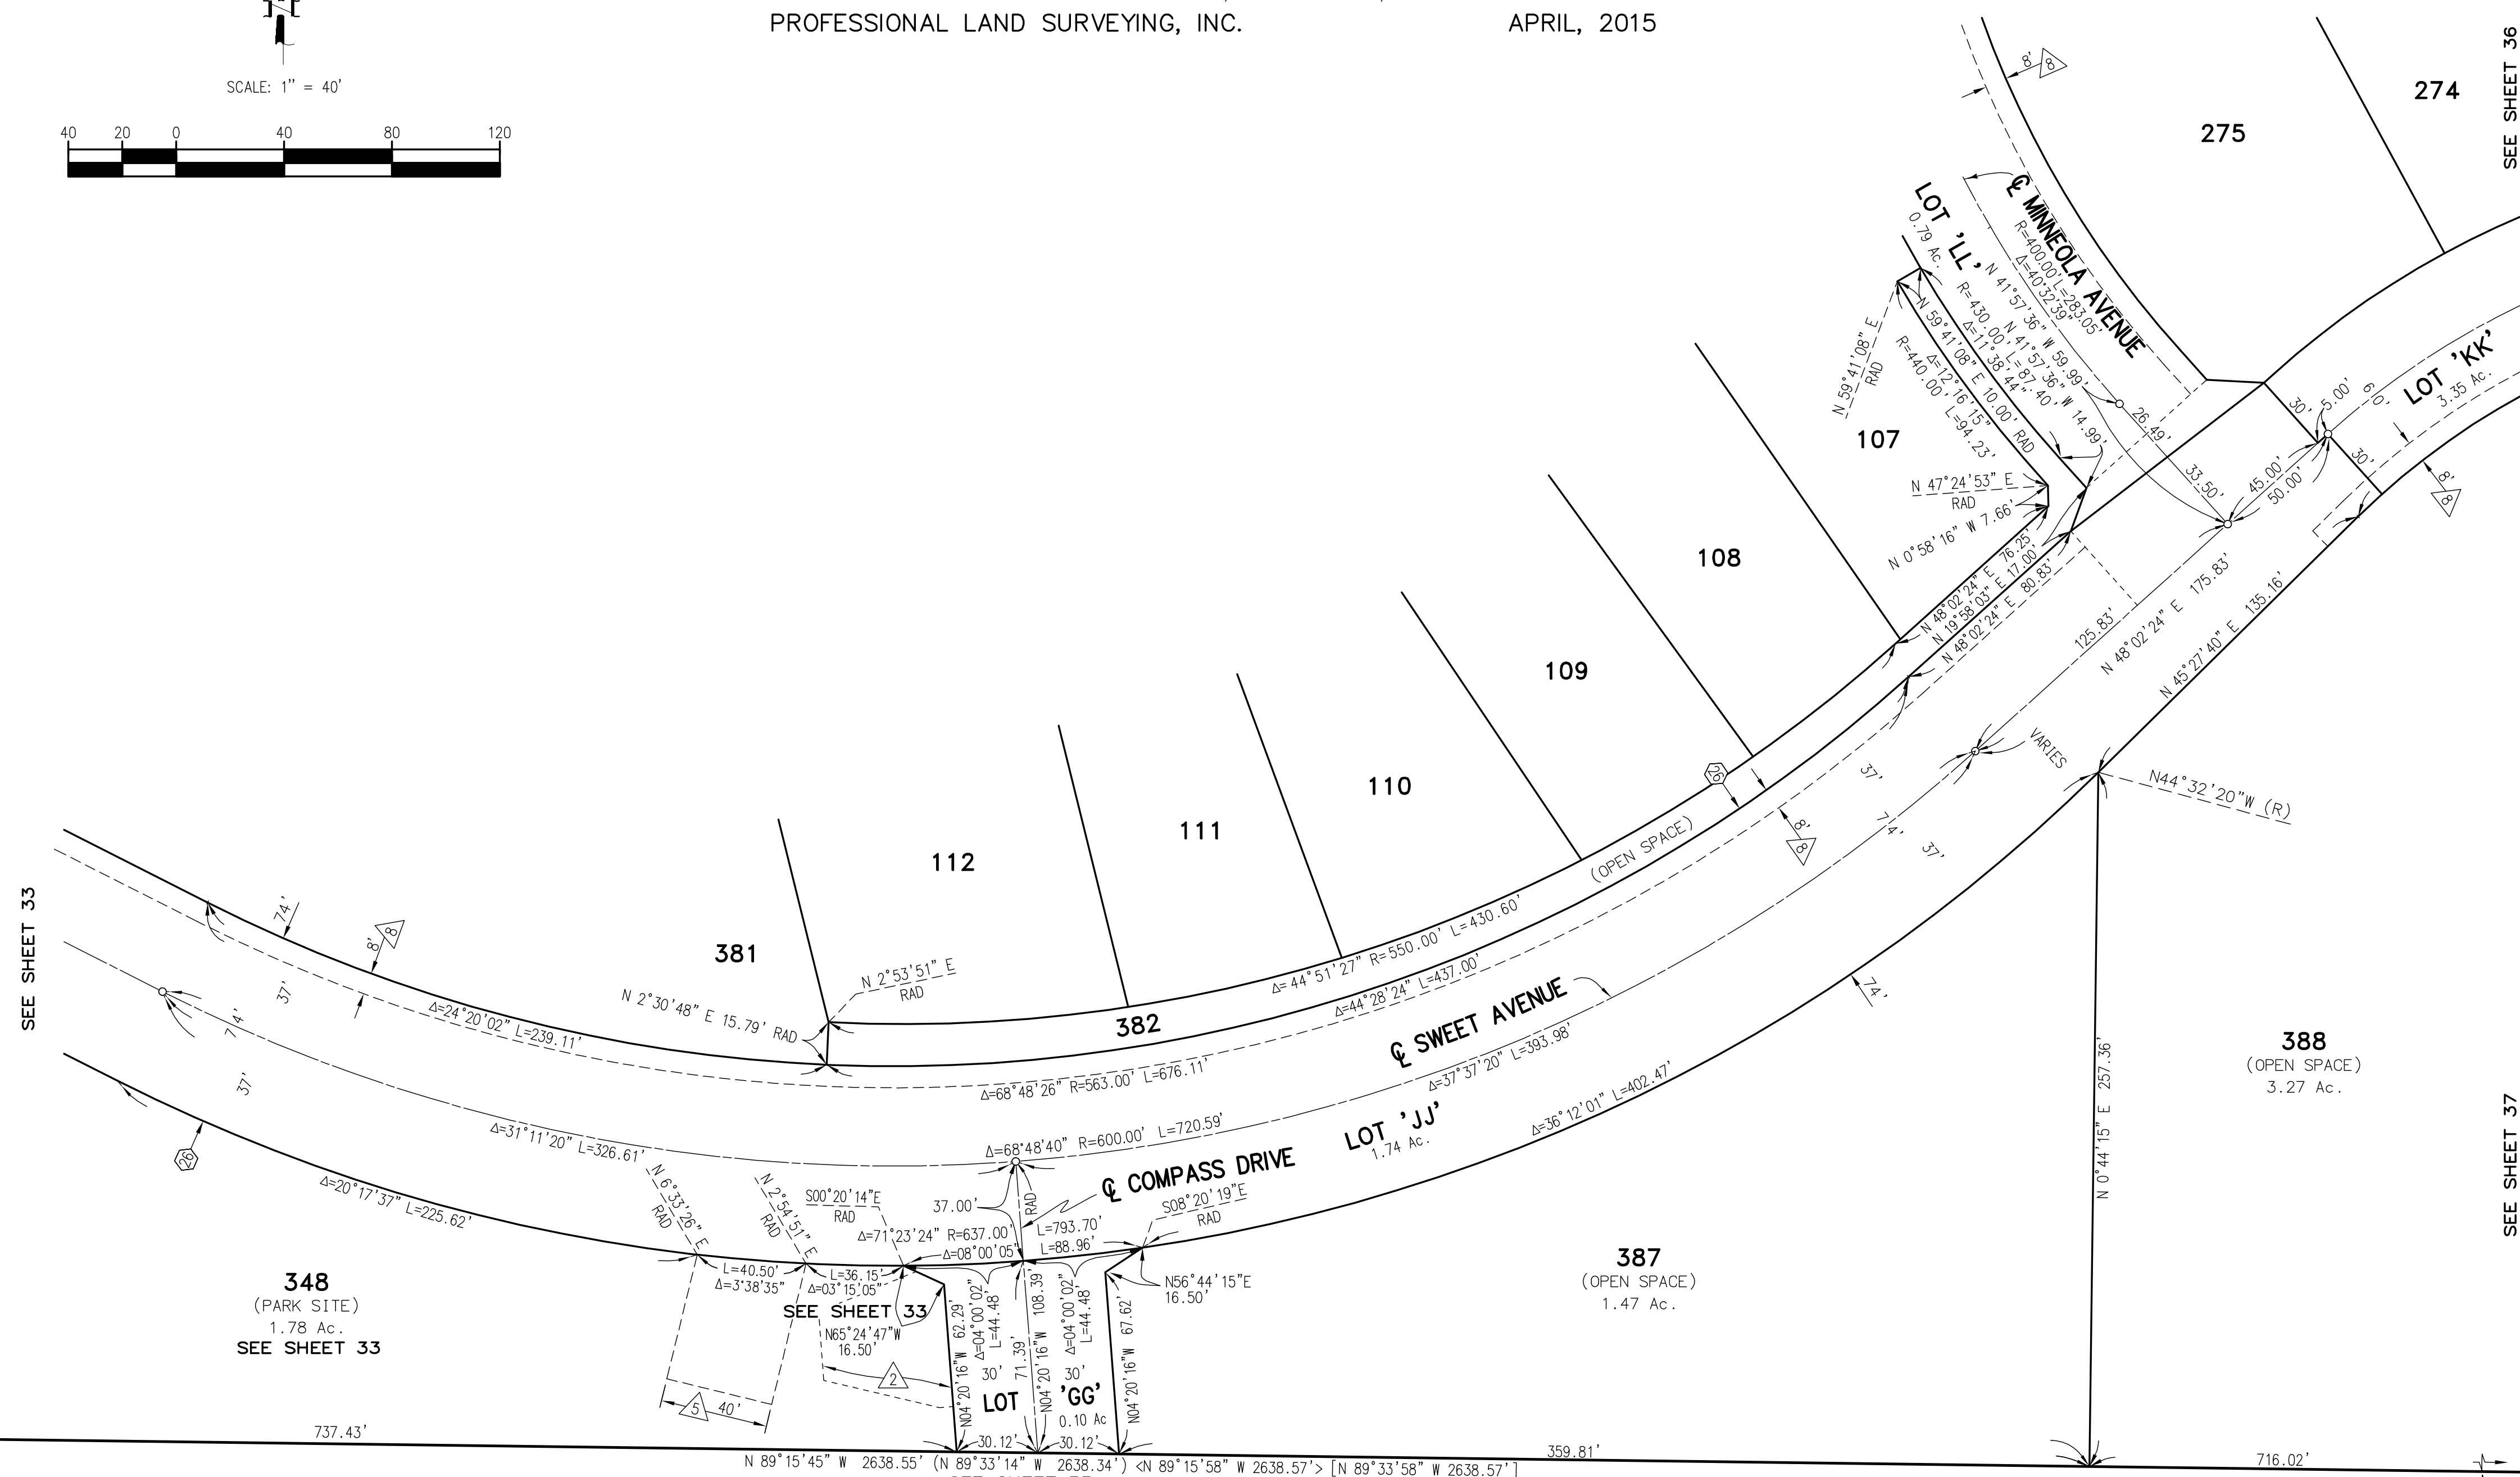 PROFESSIONAL LAND SURVEYING, INC.
APRIL, 2015
SCALE: 1" = 40'
40 20 0 40 80 120
SEE SHEET 36
274
275
8'
8
℄ MINNEOLA AVENUE
R=400.00' L=283.05'
Δ=40°32'39"
LOT 'LL'
0.79 Ac.
N 41°57'36" W 59.99'
R=430.00' L=87.40'
Δ=11°38'44"
N 41°57'36" W 14.99'
N 59°41'08" E 10.00' RAD
Δ=12°16'15"
R=440.00' L=94.23'
N 59°41'08" E
RAD
107
N 47°24'53" E
RAD
N 0°58'16" W 7.66'
26.49'
33.50'
30'
5.00'
60'
45.00'
50.00'
30'
LOT 'KK'
3.35 Ac.
8'
8
N 48°02'24" E 76.25'
N 19°58'03" E 17.00'
N 48°02'24" E 80.83'
125.83'
N 48°02'24" E 175.83'
N 45°27'40" E 135.16'
VARIES
N44°32'20"W (R)
108
109
110
111
112
381
26
8'
8
37'
74'
37'
(OPEN SPACE)
SEE SHEET 33
74'
8'
8
37'
74'
37'
26
Δ=24°20'02" L=239.11'
N 2°30'48" E 15.79' RAD
N 2°53'51" E
RAD
382
Δ= 44°51'27" R=550.00' L=430.60'
Δ=44°28'24" L=437.00'
Δ=68°48'26" R=563.00' L=676.11'
℄ SWEET AVENUE
Δ=37°37'20" L=393.98'
Δ=31°11'20" L=326.61'
Δ=68°48'40" R=600.00' L=720.59'
LOT 'JJ'
1.74 Ac.
Δ=36°12'01" L=402.47'
74'
℄ COMPASS DRIVE
Δ=20°17'37" L=225.62'
N 6°33'26" E
RAD
N 2°54'51" E
RAD
S00°20'14"E
RAD
37.00'
RAD
S08°20'19"E
RAD
Δ=71°23'24" R=637.00' L=793.70'
Δ=08°00'05" L=88.96'
L=40.50'
Δ=3°38'35"
L=36.15'
Δ=03°15'05"
SEE SHEET 33
N65°24'47"W
16.50'
N56°44'15"E
16.50'
N04°20'16"W 62.29'
Δ=04°00'02"
L=44.48'
71.39'
N04°20'16"W 108.39'
Δ=04°00'02"
L=44.48'
N04°20'16"W 67.62'
30'
30'
LOT 'GG'
0.10 Ac
2
5
40'
348
(PARK SITE)
1.78 Ac.
SEE SHEET 33
387
(OPEN SPACE)
1.47 Ac.
388
(OPEN SPACE)
3.27 Ac.
N 0°44'15" E 257.36'
SEE SHEET 37
737.43'
30.12'
30.12'
359.81'
716.02'
N 89°15'45" W 2638.55' (N 89°33'14" W 2638.34') <N 89°15'58" W 2638.57'> [N 89°33'58" W 2638.57']